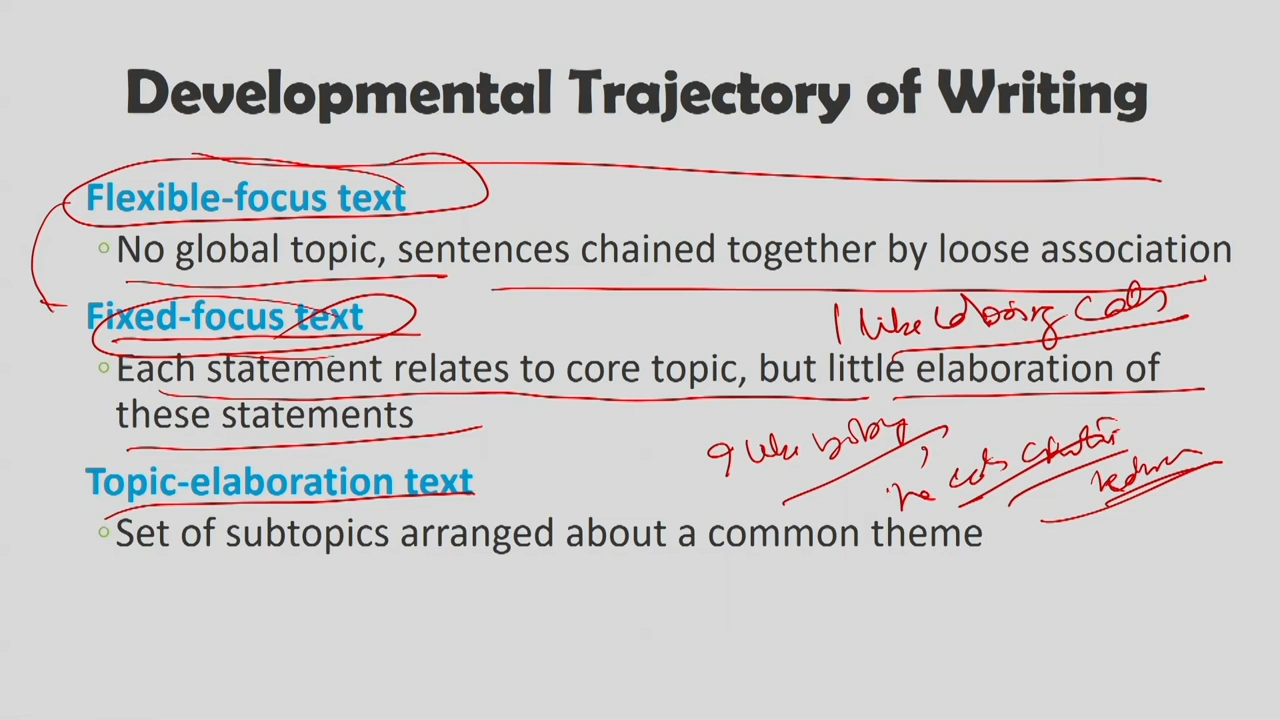 Developmental Trajectory of Writing
Flexible-focus text
No global topic, sentences chained together by loose association
Fixed-focus text
I like
Each statement relates to core topic, but little elaboration of
these statements
I like
Topic-elaboration text
Set of subtopics arranged about a common theme